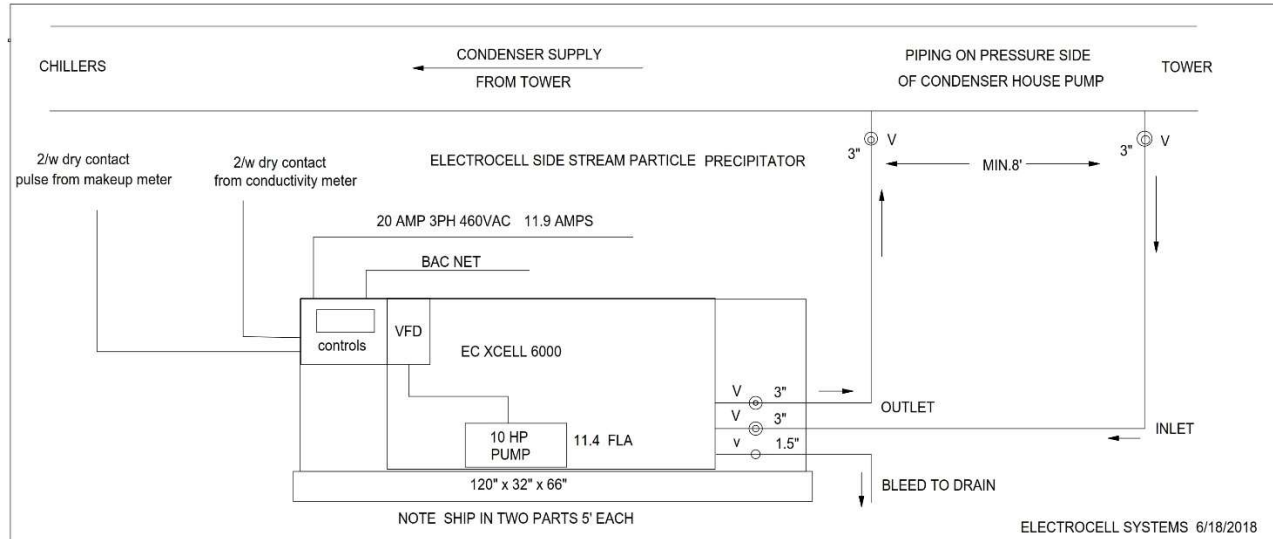 CHILLERS
CONDENSER SUPPLY
FROM TOWER
PIPING ON PRESSURE SIDE
OF CONDENSER HOUSE PUMP
TOWER
2/w dry contact
pulse from makeup meter
2/w dry contact
from conductivity meter
ELECTROCELL SIDE STREAM PARTICLE PRECIPITATOR
3" V
MIN.8'
3" V
20 AMP 3PH 460VAC 11.9 AMPS
BAC NET
controls
VFD
EC XCELL 6000
V 3"
OUTLET
V 3"
INLET
v 1.5"
10 HP
PUMP
11.4 FLA
120" x 32" x 66"
BLEED TO DRAIN
NOTE SHIP IN TWO PARTS 5' EACH
ELECTROCELL SYSTEMS 6/18/2018